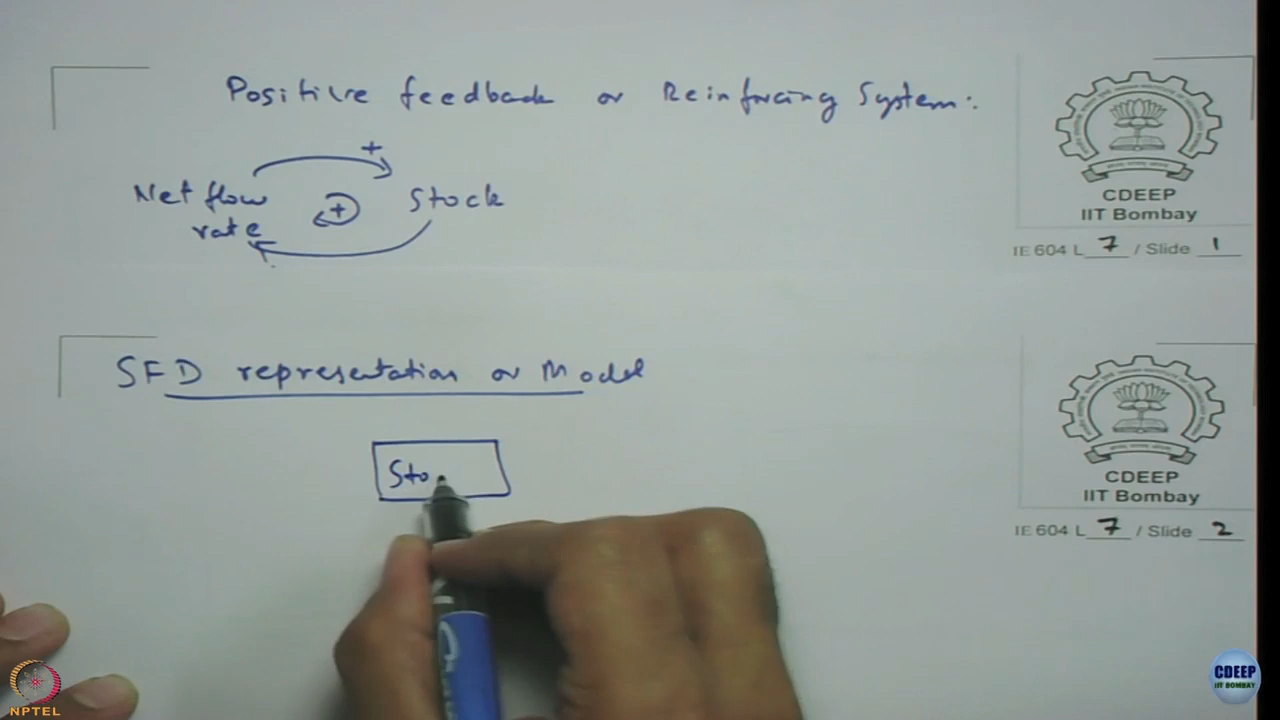 Positive feedback or Reinforcing System:
+
Net flow rate
+
Stock
CDEEP
IIT Bombay
IE 604 L 7 / Slide 1
SFD representation or Model
Sto
CDEEP
IIT Bombay
IE 604 L 7 / Slide 2
NPTEL
CDEEP
IIT BOMBAY